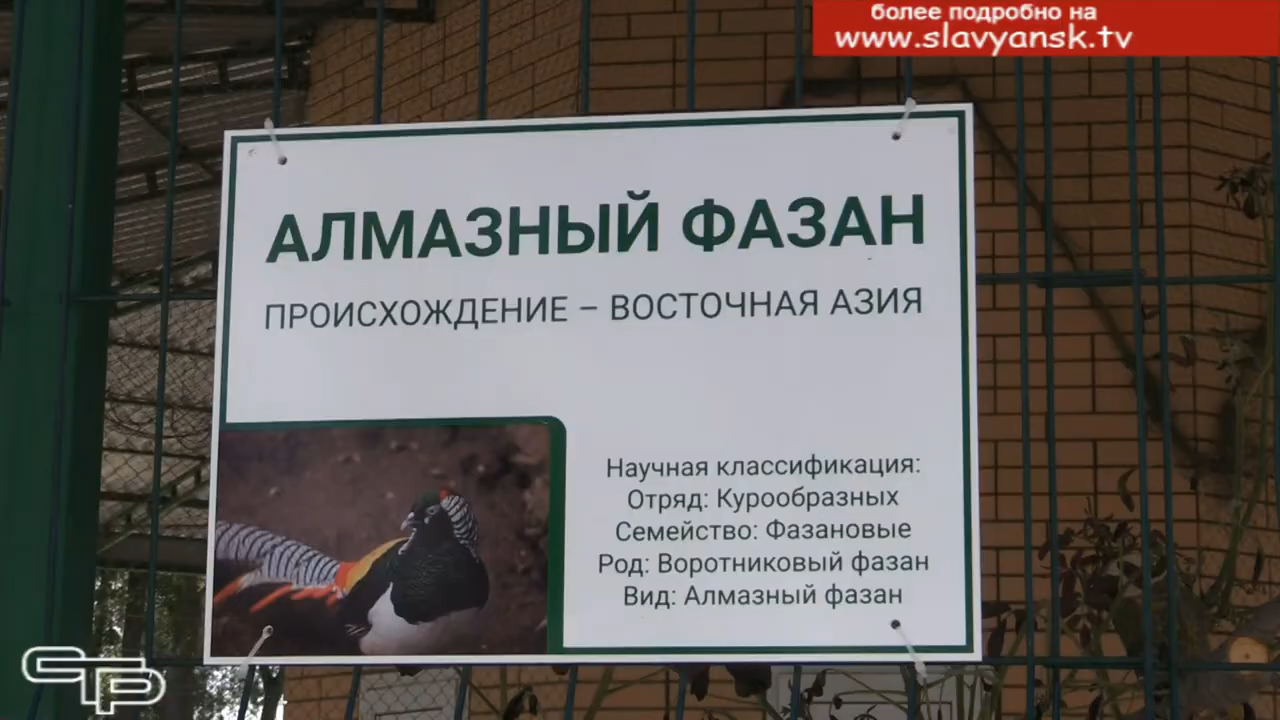 более подробно на
www.slavyansk.tv
АЛМАЗНЫЙ ФАЗАН
ПРОИСХОЖДЕНИЕ – ВОСТОЧНАЯ АЗИЯ
Научная классификация:
Отряд: Курообразных
Семейство: Фазановые
Род: Воротниковый фазан
Вид: Алмазный фазан
СТР